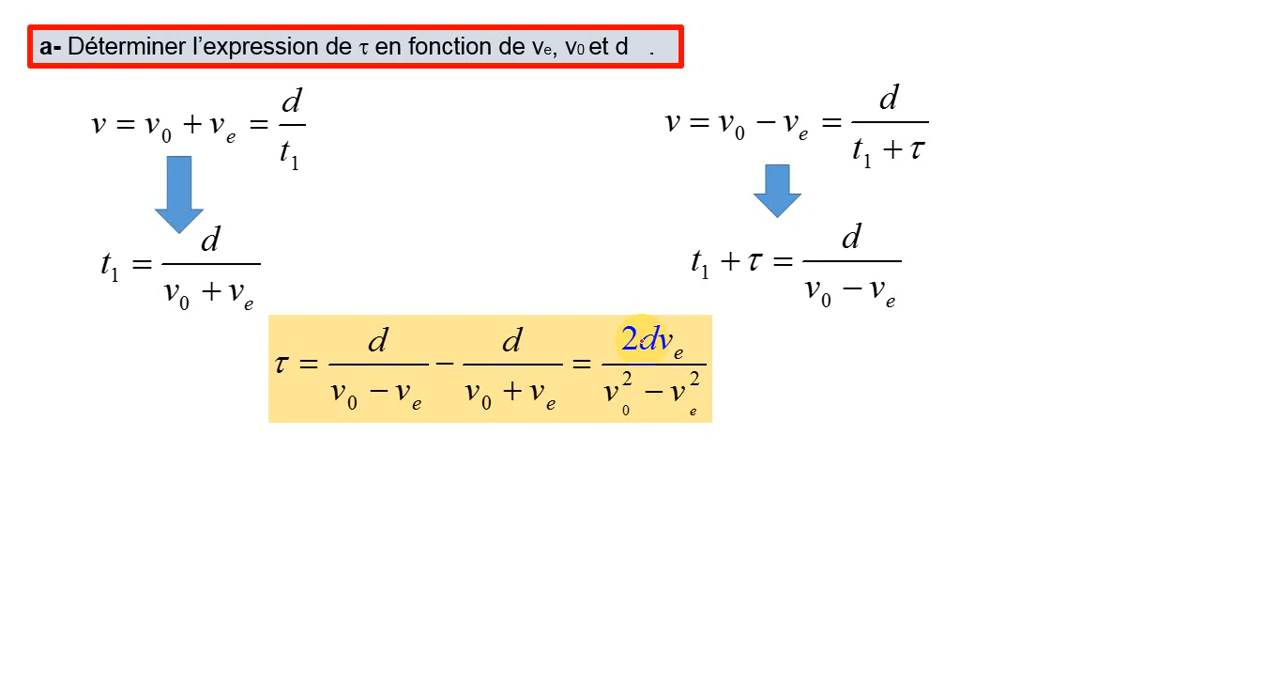 a- Déterminer l'expression de τ en fonction de vₑ, v₀ et d .
v = v₀ + vₑ = d / t₁
v = v₀ − vₑ = d / (t₁ + τ)
t₁ = d / (v₀ + vₑ)
t₁ + τ = d / (v₀ − vₑ)
τ = d / (v₀ − vₑ) − d / (v₀ + vₑ) = 2dvₑ / (v₀² − vₑ²)